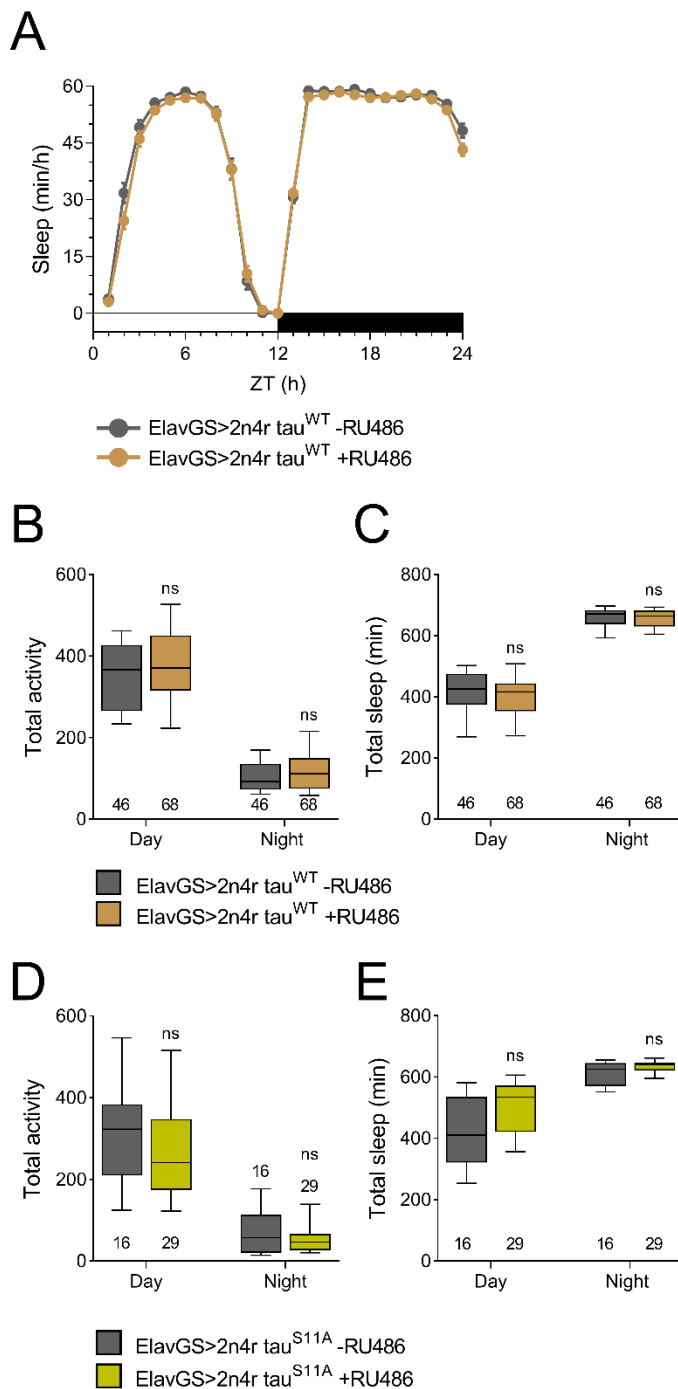 A
60
45
30
15
0
Sleep (min/h)
0 6 12 18 24
ZT (h)
ElavGS>2n4r tau^WT -RU486
ElavGS>2n4r tau^WT +RU486
B
600
400
200
0
Total activity
ns
ns
46 68 46 68
Day Night
C
800
600
400
200
0
Total sleep (min)
ns
ns
46 68 46 68
Day Night
ElavGS>2n4r tau^WT -RU486
ElavGS>2n4r tau^WT +RU486
D
600
400
200
0
Total activity
ns
ns
16 29
16 29
Day Night
E
800
600
400
200
0
Total sleep (min)
ns
ns
16 29 16 29
Day Night
ElavGS>2n4r tau^S11A -RU486
ElavGS>2n4r tau^S11A +RU486